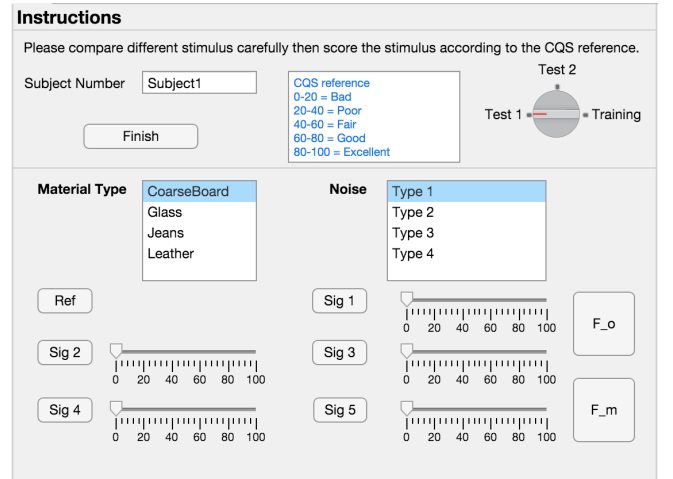 Instructions
Please compare different stimulus carefully then score the stimulus according to the CQS reference.
Subject Number Subject1
Finish
CQS reference
0-20 = Bad
20-40 = Poor
40-60 = Fair
60-80 = Good
80-100 = Excellent
Test 2
Test 1 Training
Material Type
CoarseBoard
Glass
Jeans
Leather
Noise
Type 1
Type 2
Type 3
Type 4
Ref
Sig 1
0 20 40 60 80 100
F_o
Sig 2
0 20 40 60 80 100
Sig 3
0 20 40 60 80 100
Sig 4
0 20 40 60 80 100
Sig 5
0 20 40 60 80 100
F_m